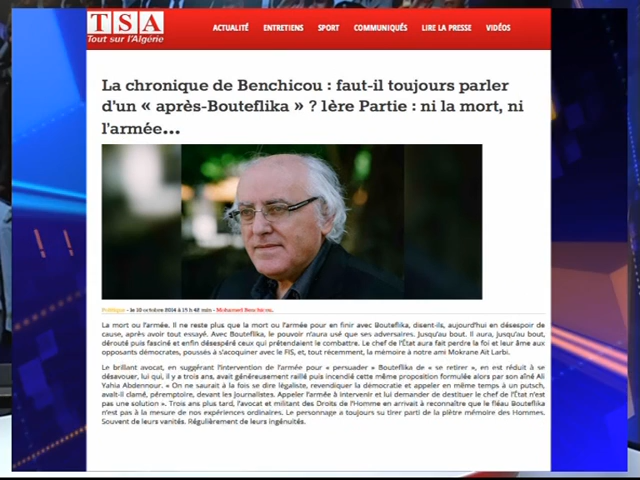 TSA
Tout sur l'Algérie
ACTUALITÉ ENTRETIENS SPORT COMMUNIQUÉS LIRE LA PRESSE VIDÉOS
La chronique de Benchicou : faut-il toujours parler
d'un « après-Bouteflika » ? 1ère Partie : ni la mort, ni
l'armée...
Politique - le 10 octobre 2014 à 15 h 42 min - Mohamed Benchicou.
La mort ou l'armée. Il ne reste plus que la mort ou l'armée pour en finir avec Bouteflika, disent-ils, aujourd'hui en désespoir de
cause, après avoir tout essayé. Avec Bouteflika, le pouvoir n'aura usé que ses adversaires. Jusqu'au bout. Il aura, jusqu'au bout,
dérouté puis fasciné et enfin désespéré ceux qui prétendaient le combattre. Le chef de l'État aura fait perdre la foi et leur âme aux
opposants démocrates, poussés à s'acquiner avec le FIS, et, tout récemment, la mémoire à notre ami Mokrane Aït Larbi.
Le brillant avocat, en suggérant l'intervention de l'armée pour « persuader » Bouteflika de « se retirer », en est réduit à se
désavouer, lui qui, il y a trois ans, avait généreusement raillé puis incendié cette même proposition formulée alors par son aîné Ali
Yahia Abdennour. « On ne saurait à la fois se dire légaliste, revendiquer la démocratie et appeler en même temps à un putsch,
avait-il clamé, péremptoire, devant les journalistes. Appeler l'armée à intervenir et lui demander de destituer le chef de l'État n'est
pas une solution ». Trois ans plus tard, l'avocat et militant des Droits de l'Homme en arrivait à reconnaître que le fléau Bouteflika
n'est pas à la mesure de nos expériences ordinaires. Le personnage a toujours su tirer parti de la piètre mémoire des Hommes.
Souvent de leurs vanités. Régulièrement de leurs ingénuités.